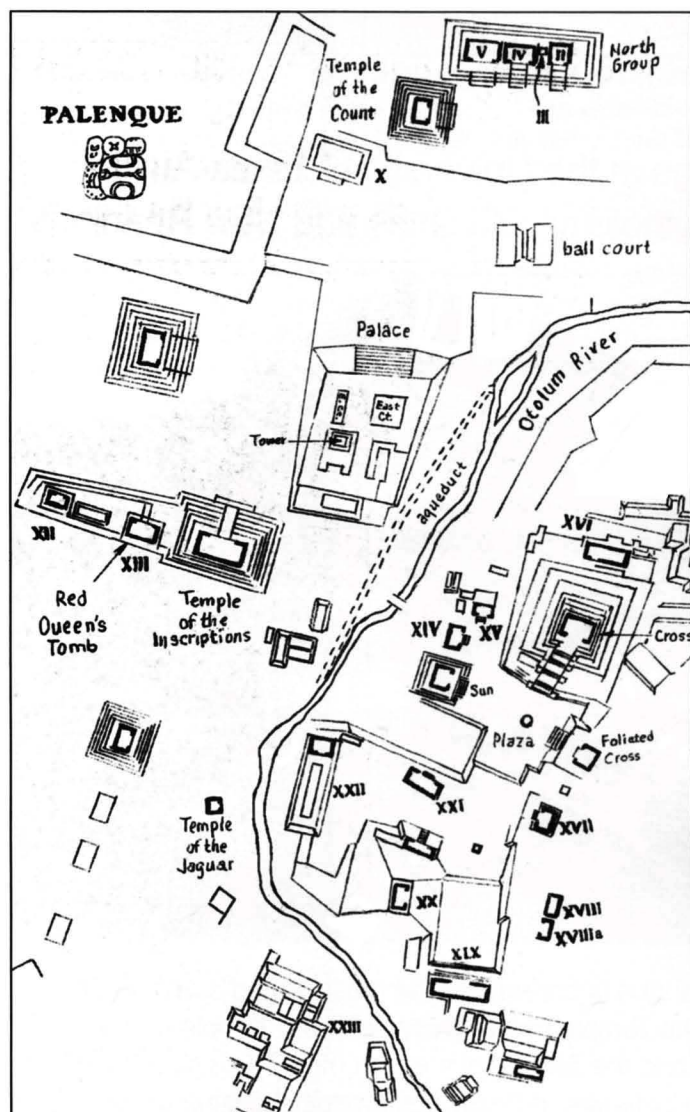 V IV II
North
Group
III
Temple
of the
Count
PALENQUE
X
ball court
Palace
East
Ct.
Tower
Otolum River
aqueduct
XII
XIII
Red
Queen's
Tomb
Temple
of the
Inscriptions
XVI
XIV
XV
Cross
Sun
Plaza
Foliated
Cross
XXII
XXI
XVII
Temple
of the
Jaguar
XX
XVIII
XVIIIa
XIX
XXIII